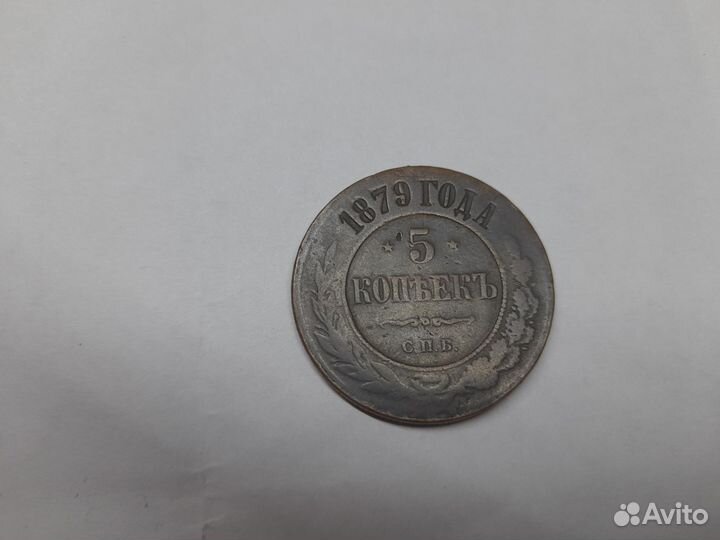 1879 ГОДА
5
КОПѢЕКЪ
С.П.Б.
Avito